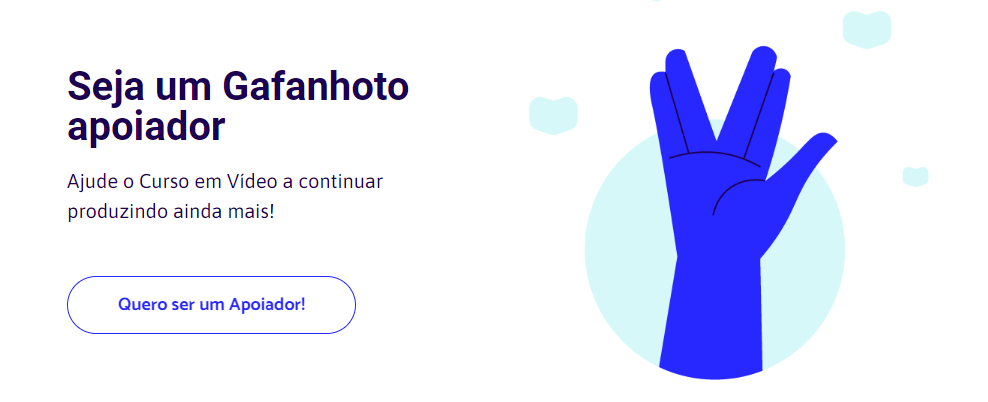 Seja um Gafanhoto
apoiador
Ajude o Curso em Vídeo a continuar
produzindo ainda mais!
Quero ser um Apoiador!